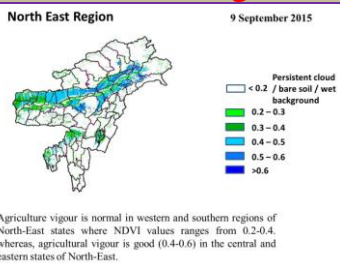 North East Region
9 September 2015
Persistent cloud
< 0.2 / bare soil / wet
background
0.2 – 0.3
0.3 – 0.4
0.4 – 0.5
0.5 – 0.6
>0.6
Agriculture vigour is normal in western and southern regions of
North-East states where NDVI values ranges from 0.2-0.4.
whereas, agricultural vigour is good (0.4-0.6) in the central and
eastern states of North-East.